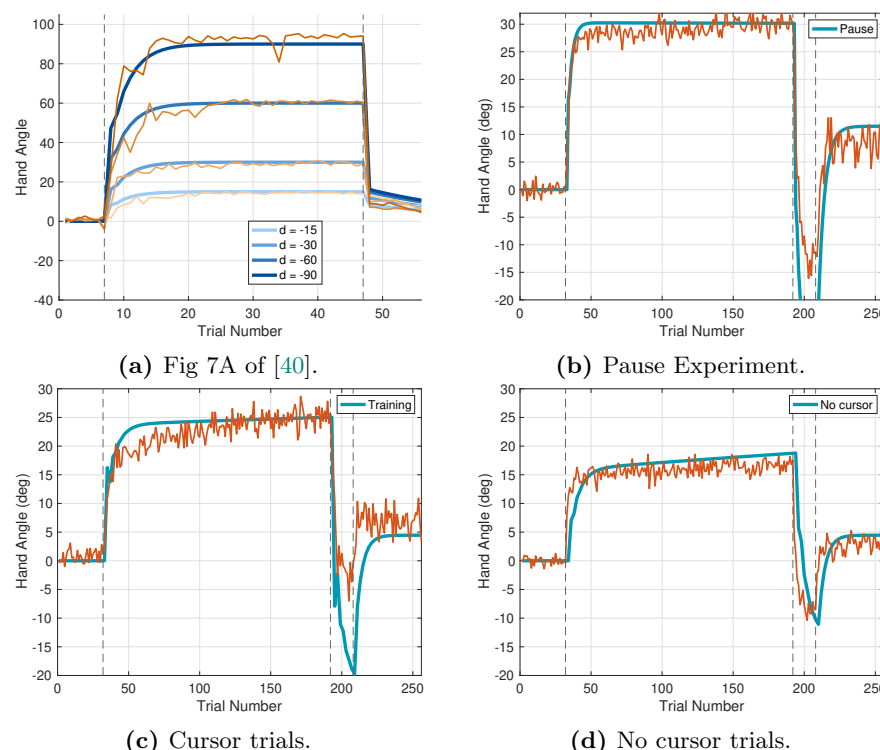 Hand Angle
100
80
60
40
20
0
-20
-40
d = -15
d = -30
d = -60
d = -90
0 10 20 30 40 50
Trial Number
(a) Fig 7A of [40].
Hand Angle (deg)
30
25
20
15
10
5
0
-5
-10
-15
-20
Pause
0 50 100 150 200 250
Trial Number
(b) Pause Experiment.
Hand Angle (deg)
30
25
20
15
10
5
0
-5
-10
-15
-20
Training
0 50 100 150 200 250
Trial Number
(c) Cursor trials.
Hand Angle (deg)
30
25
20
15
10
5
0
-5
-10
-15
-20
No cursor
0 50 100 150 200 250
Trial Number
(d) No cursor trials.